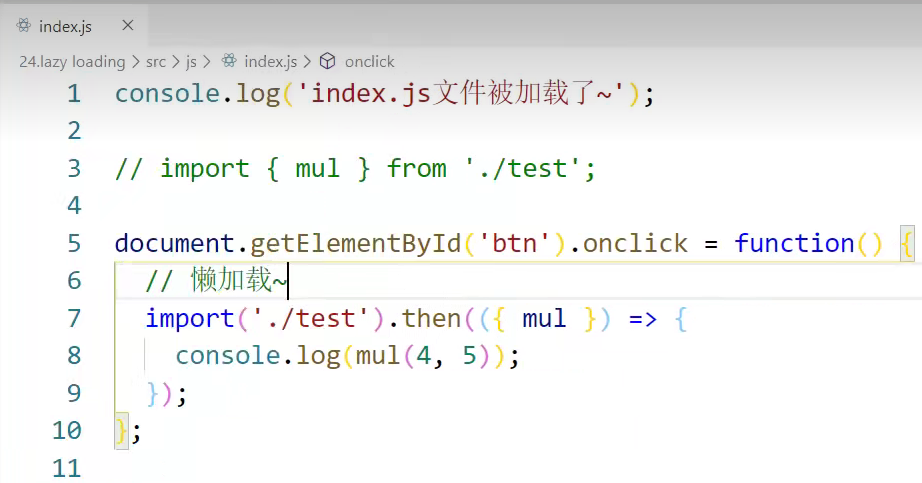 index.js
24.lazy loading > src > js > index.js > onclick
1 console.log('index.js文件被加载了~');
2
3 // import { mul } from './test';
4
5 document.getElementById('btn').onclick = function() {
6 // 懒加载~
7 import('./test').then(({ mul }) => {
8 console.log(mul(4, 5));
9 });
10 };
11